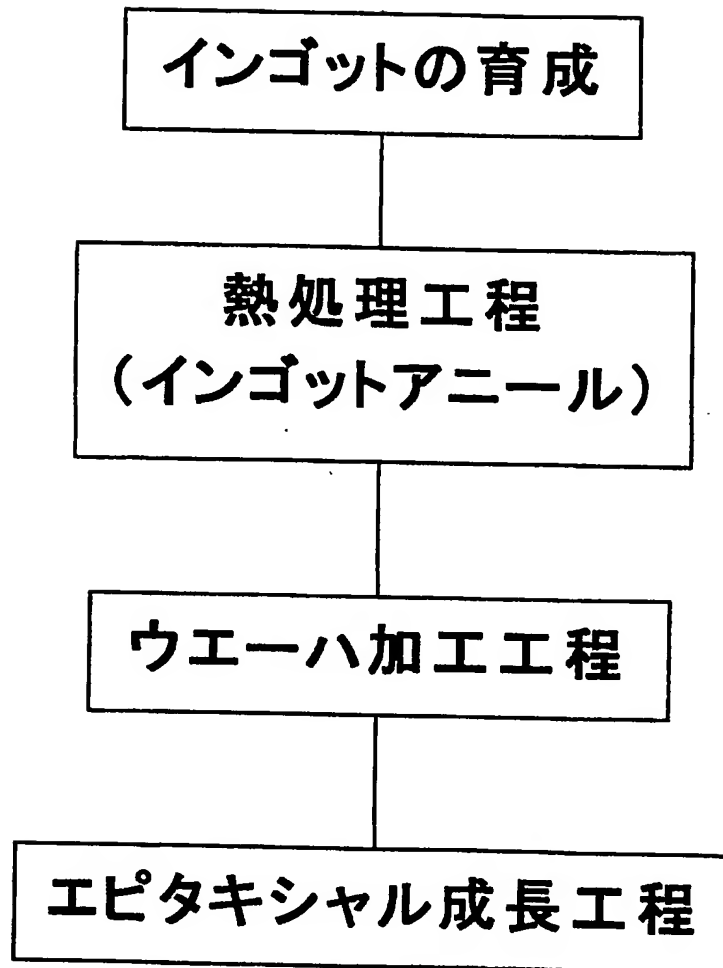 インゴットの育成
熱処理工程
(インゴットアニール)
ウエーハ加工工程
エピタキシャル成長工程